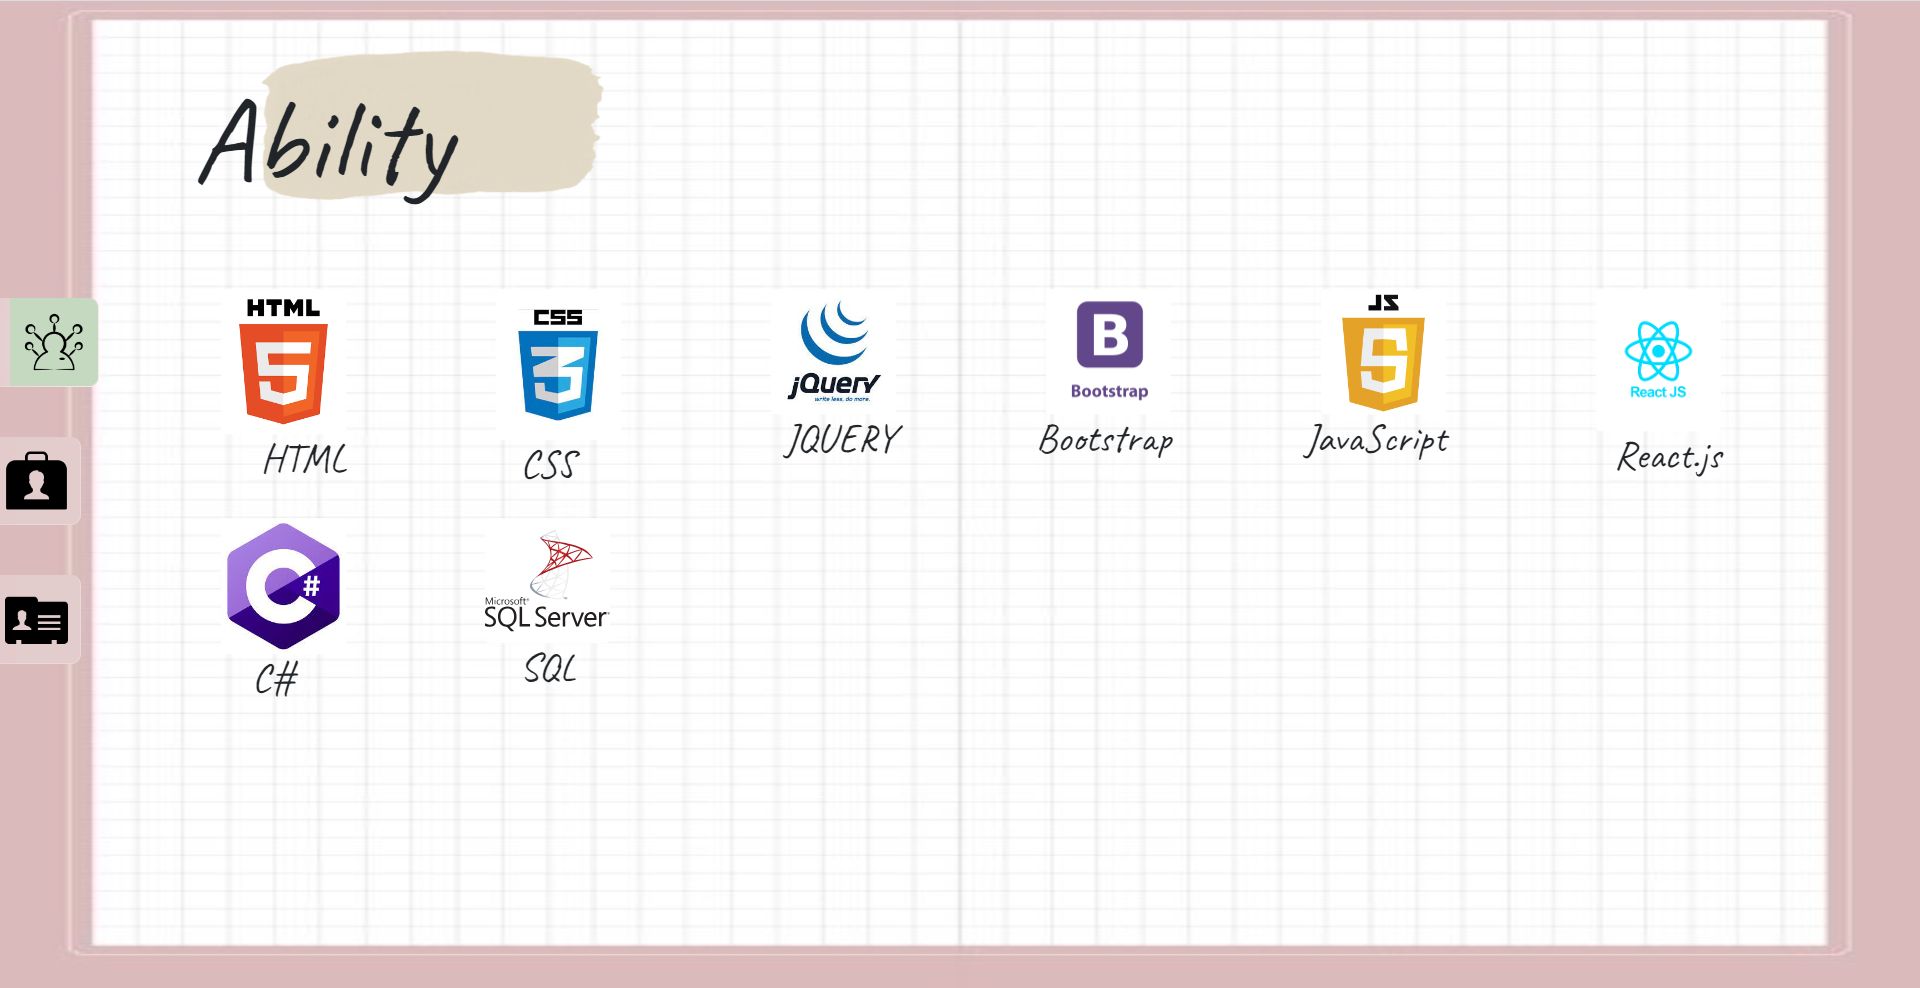 Ability
HTML
5
HTML
CSS
3
CSS
jQuery
write less. do more.
JQUERY
B
Bootstrap
Bootstrap
JS
5
JavaScript
React JS
React.js
C#
C#
Microsoft®
SQL Server®
SQL